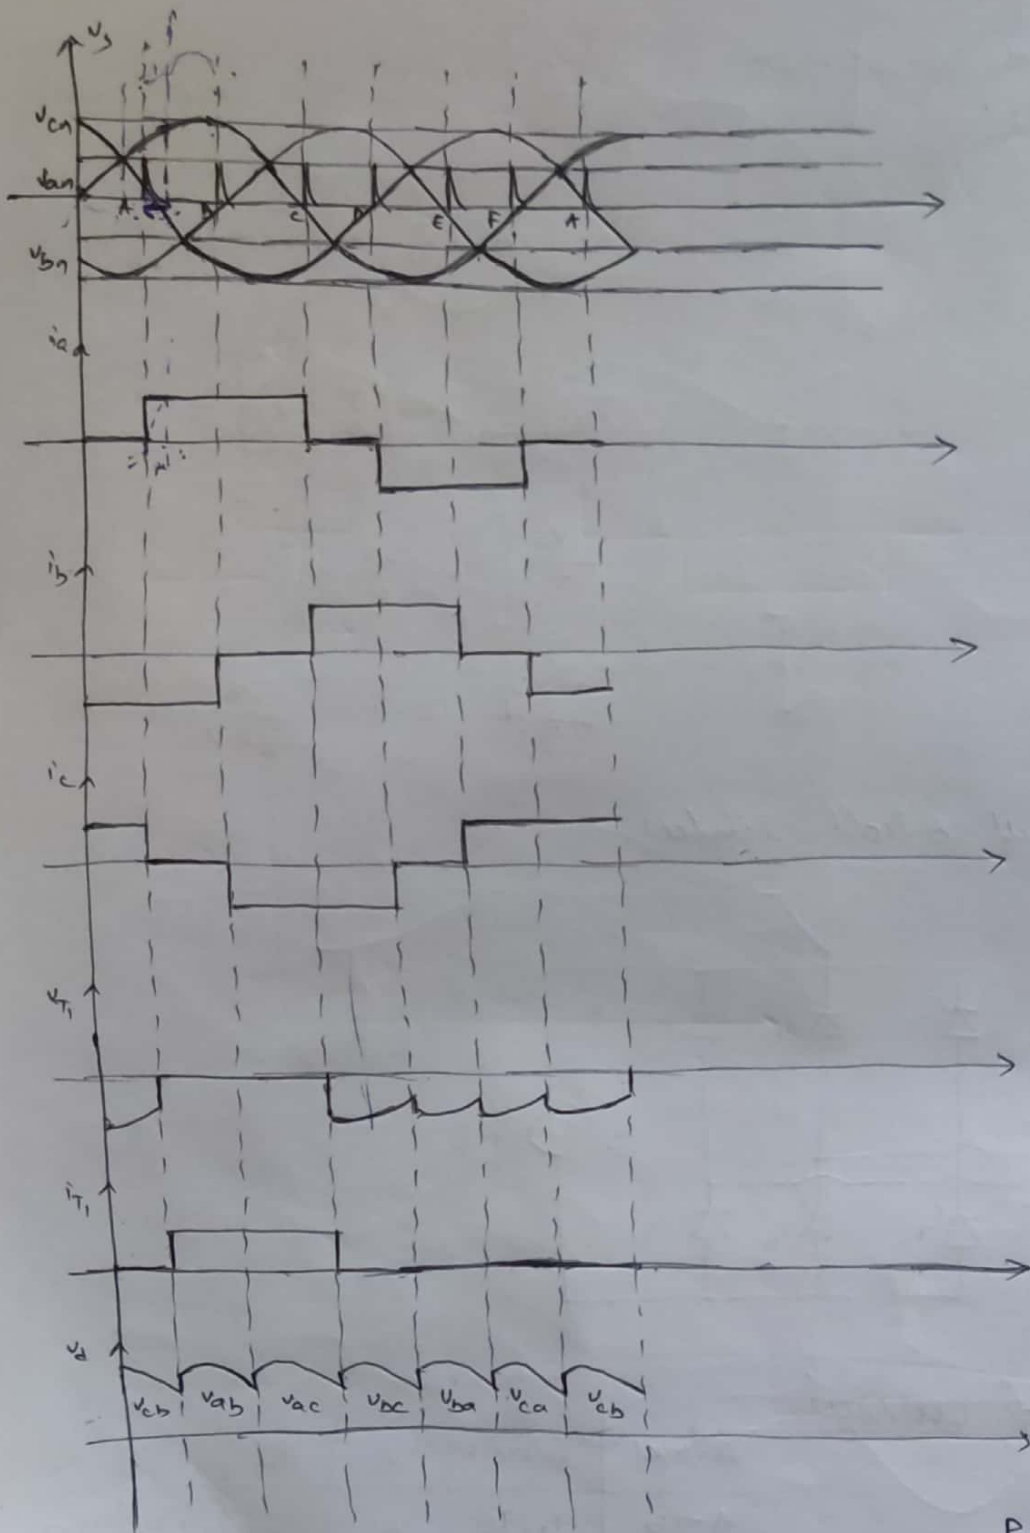 vs
vcn
van
A B C D E F A
vbn
ia
μ
ib
ic
vT1
iT1
vd
vcb vab vac vbc vba vca vcb